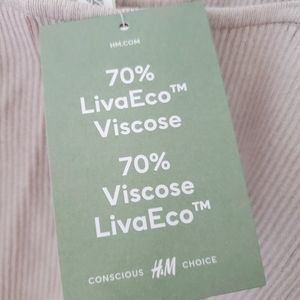 HM.COM
70%
LivaEco™
Viscose
70%
Viscose
LivaEco™
CONSCIOUS H&M CHOICE